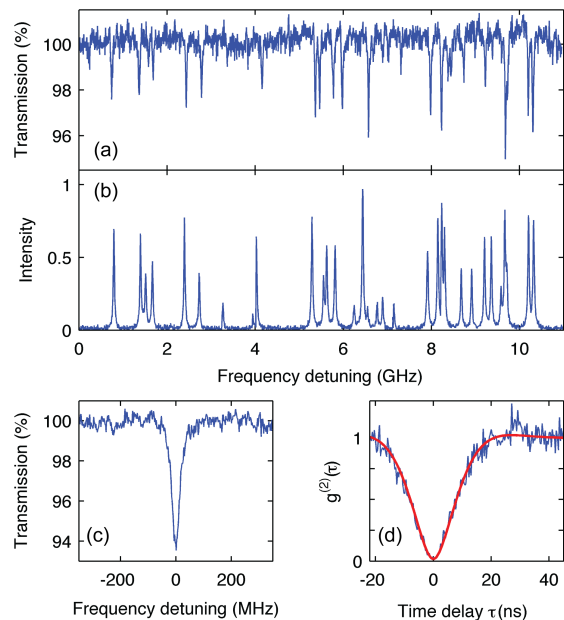 100
98
96
Transmission (%)
(a)
1
0.5
0
Intensity
(b)
0 2 4 6 8 10
Frequency detuning (GHz)
100
98
96
94
Transmission (%)
(c)
-200 0 200
Frequency detuning (MHz)
1
0
g(2)(τ)
(d)
-20 0 20 40
Time delay τ(ns)